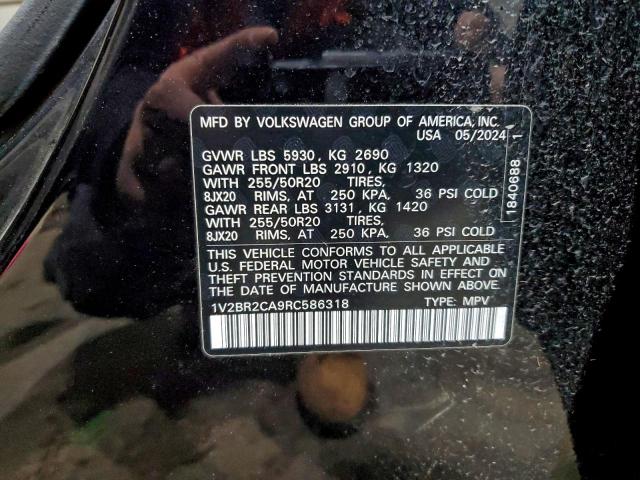 MFD BY VOLKSWAGEN GROUP OF AMERICA, INC.
USA 05/2024
GVWR LBS 5930, KG 2690
GAWR FRONT LBS 2910, KG 1320
WITH 255/50R20 TIRES,
8JX20 RIMS, AT 250 KPA, 36 PSI COLD
GAWR REAR LBS 3131, KG 1420
WITH 255/50R20 TIRES,
8JX20 RIMS, AT 250 KPA, 36 PSI COLD
THIS VEHICLE CONFORMS TO ALL APPLICABLE
U.S. FEDERAL MOTOR VEHICLE SAFETY AND
THEFT PREVENTION STANDARDS IN EFFECT ON
THE DATE OF MANUFACTURE SHOWN ABOVE.
1V2BR2CA9RC586318 TYPE: MPV
1840688 1